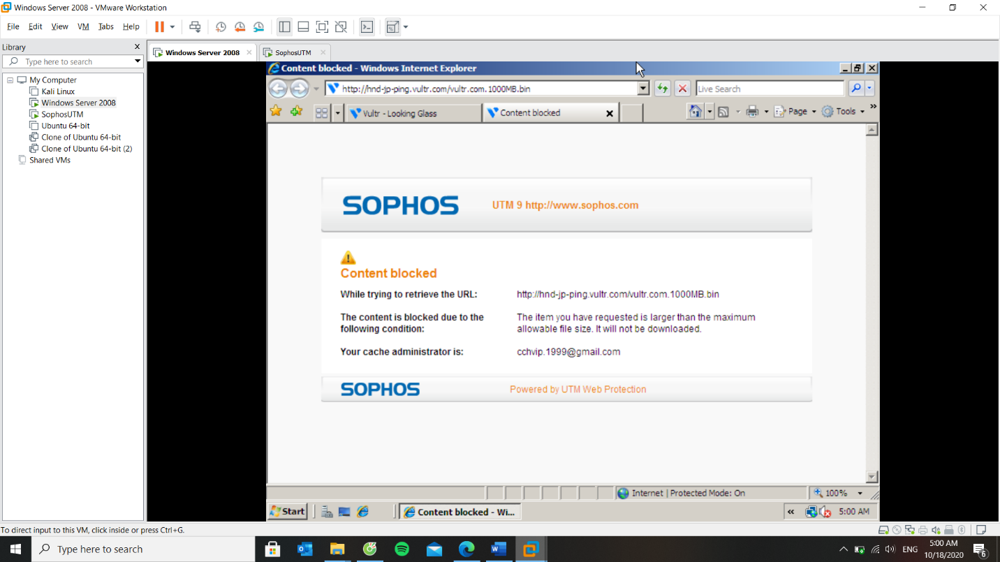 Windows Server 2008 - VMware Workstation
File Edit View VM Tabs Help
Library
Type here to search
My Computer
Kali Linux
Windows Server 2008
SophosUTM
Ubuntu 64-bit
Clone of Ubuntu 64-bit
Clone of Ubuntu 64-bit (2)
Shared VMs
Windows Server 2008
SophosUTM
Content blocked - Windows Internet Explorer
http://hnd-jp-ping.vultr.com/vultr.com.1000MB.bin
Live Search
Vultr - Looking Glass
Content blocked
Page
Tools
SOPHOS
UTM 9 http://www.sophos.com
Content blocked
While trying to retrieve the URL:
http://hnd-jp-ping.vultr.com/vultr.com.1000MB.bin
The content is blocked due to the
following condition:
The item you have requested is larger than the maximum
allowable file size. It will not be downloaded.
Your cache administrator is:
cchvip.1999@gmail.com
SOPHOS
Powered by UTM Web Protection
Internet | Protected Mode: On
100%
Start
Content blocked - Wi...
5:00 AM
To direct input to this VM, click inside or press Ctrl+G.
Type here to search
ENG
5:00 AM
10/18/2020
6